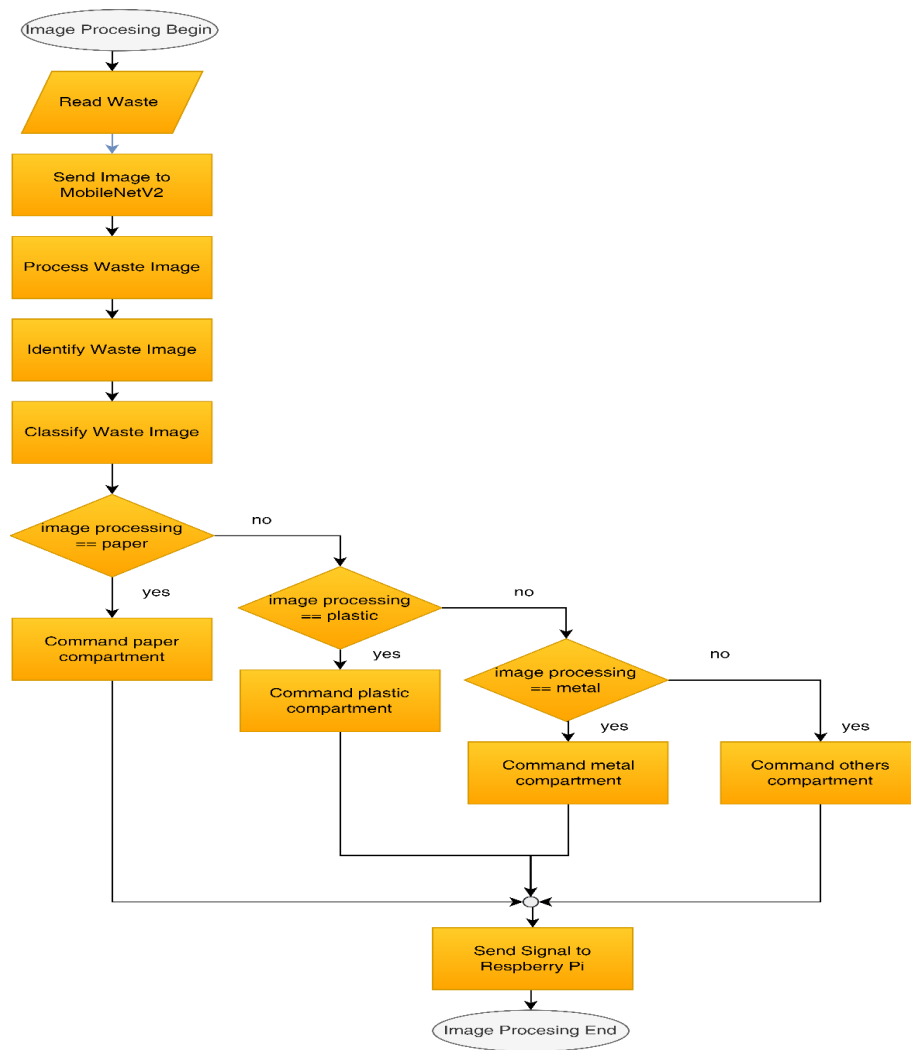 Image Procesing Begin
Read Waste
Send Image to
MobileNetV2
Process Waste Image
Identify Waste Image
Classify Waste Image
image processing
== paper
no
yes
Command paper
compartment
image processing
== plastic
no
yes
Command plastic
compartment
image processing
== metal
no
yes
Command metal
compartment
yes
Command others
compartment
Send Signal to
Respberry Pi
Image Procesing End